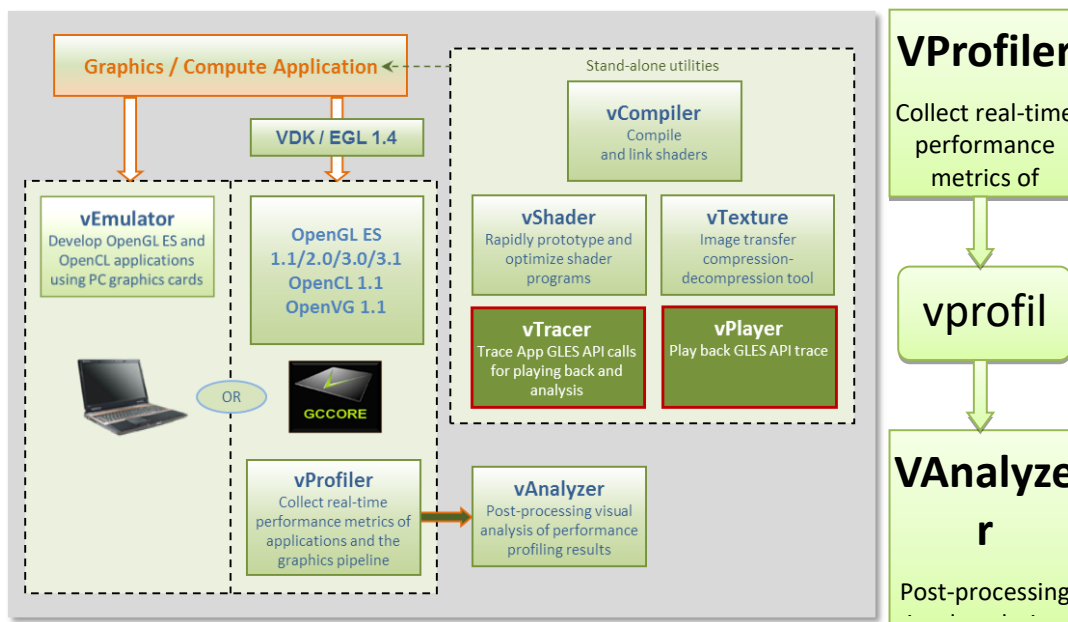 Graphics / Compute Application
VDK / EGL 1.4
vEmulator
Develop OpenGL ES and
OpenCL applications
using PC graphics cards
OpenGL ES
1.1/2.0/3.0/3.1
OpenCL 1.1
OpenVG 1.1
OR
GCCORE
vProfiler
Collect real-time
performance metrics of
applications and the
graphics pipeline
vAnalyzer
Post-processing visual
analysis of performance
profiling results
Stand-alone utilities
vCompiler
Compile
and link shaders
vShader
Rapidly prototype and
optimize shader
programs
vTexture
Image transfer
compression-
decompression tool
vTracer
Trace App GLES API calls
for playing back and
analysis
vPlayer
Play back GLES API trace
VProfiler
Collect real-time
performance
metrics of
vprofil
VAnalyze
r
Post-processing